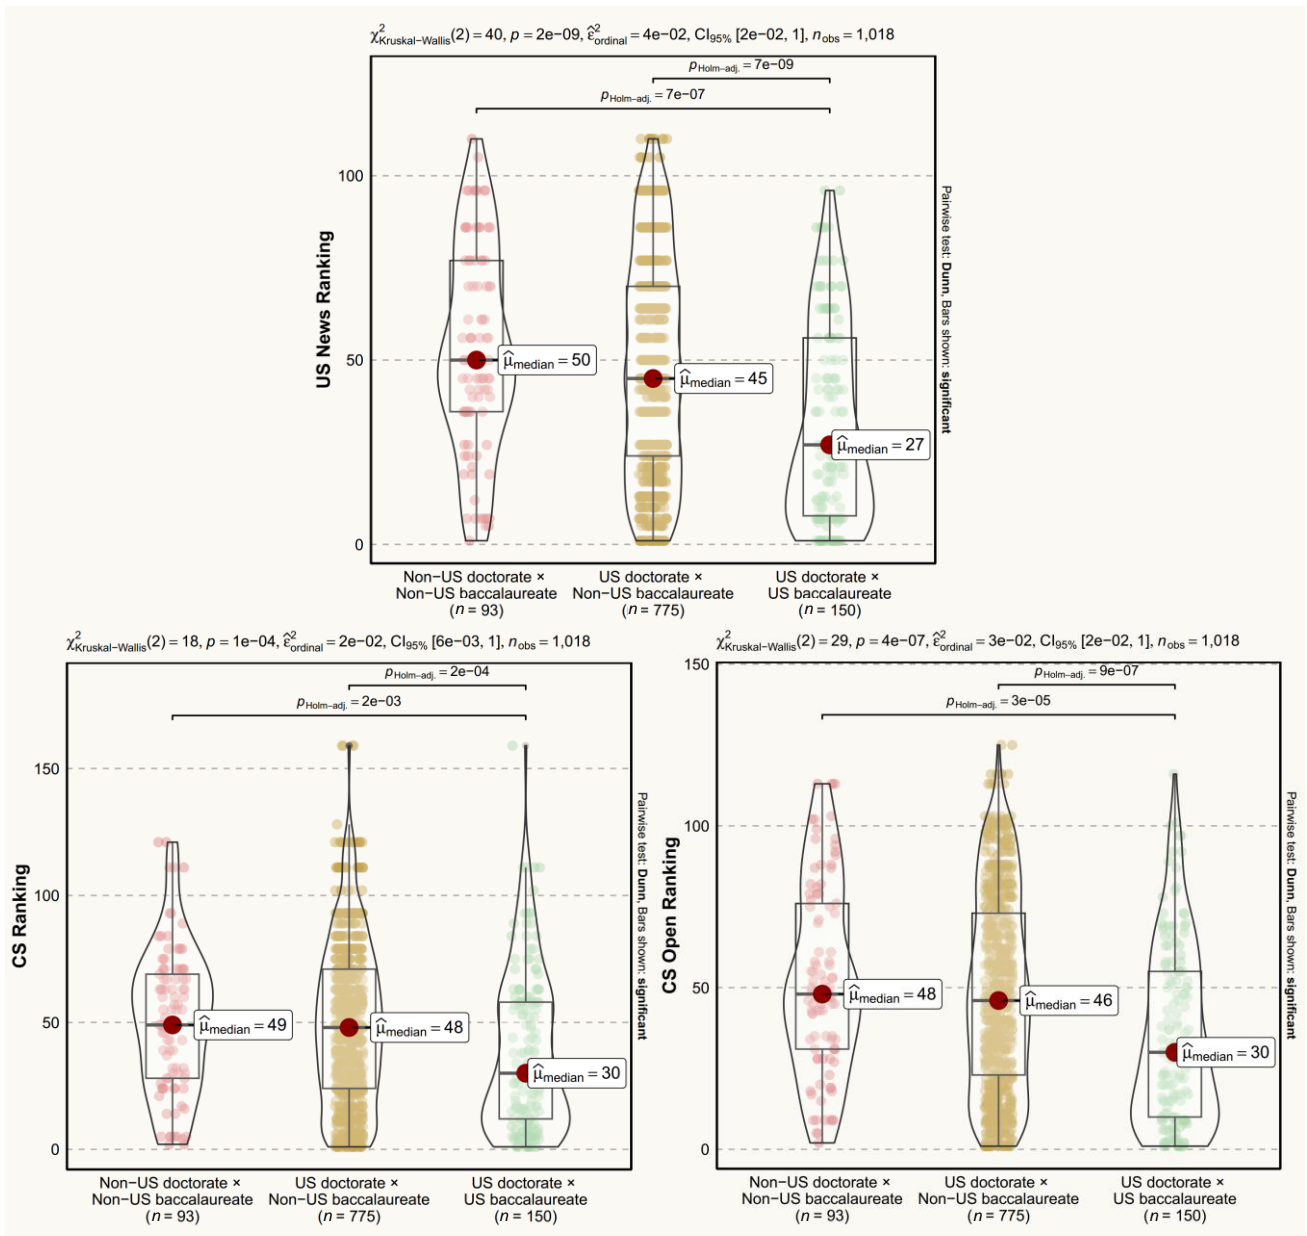 χ²Kruskal−Wallis(2) = 40, p = 2e−09, ε̂²ordinal = 4e−02, CI95% [2e−02, 1], nobs = 1,018
pHolm−adj. = 7e−09
pHolm−adj. = 7e−07
US News Ranking
100
50
0
μ̂median = 50
μ̂median = 45
μ̂median = 27
Pairwise test: Dunn, Bars shown: significant
Non−US doctorate ×
Non−US baccalaureate
(n = 93)
US doctorate ×
Non−US baccalaureate
(n = 775)
US doctorate ×
US baccalaureate
(n = 150)
χ²Kruskal−Wallis(2) = 18, p = 1e−04, ε̂²ordinal = 2e−02, CI95% [6e−03, 1], nobs = 1,018
pHolm−adj. = 2e−04
pHolm−adj. = 2e−03
CS Ranking
150
100
50
0
μ̂median = 49
μ̂median = 48
μ̂median = 30
Pairwise test: Dunn, Bars shown: significant
Non−US doctorate ×
Non−US baccalaureate
(n = 93)
US doctorate ×
Non−US baccalaureate
(n = 775)
US doctorate ×
US baccalaureate
(n = 150)
χ²Kruskal−Wallis(2) = 29, p = 4e−07, ε̂²ordinal = 3e−02, CI95% [2e−02, 1], nobs = 1,018
pHolm−adj. = 9e−07
pHolm−adj. = 3e−05
CS Open Ranking
150
100
50
0
μ̂median = 48
μ̂median = 46
μ̂median = 30
Pairwise test: Dunn, Bars shown: significant
Non−US doctorate ×
Non−US baccalaureate
(n = 93)
US doctorate ×
Non−US baccalaureate
(n = 775)
US doctorate ×
US baccalaureate
(n = 150)